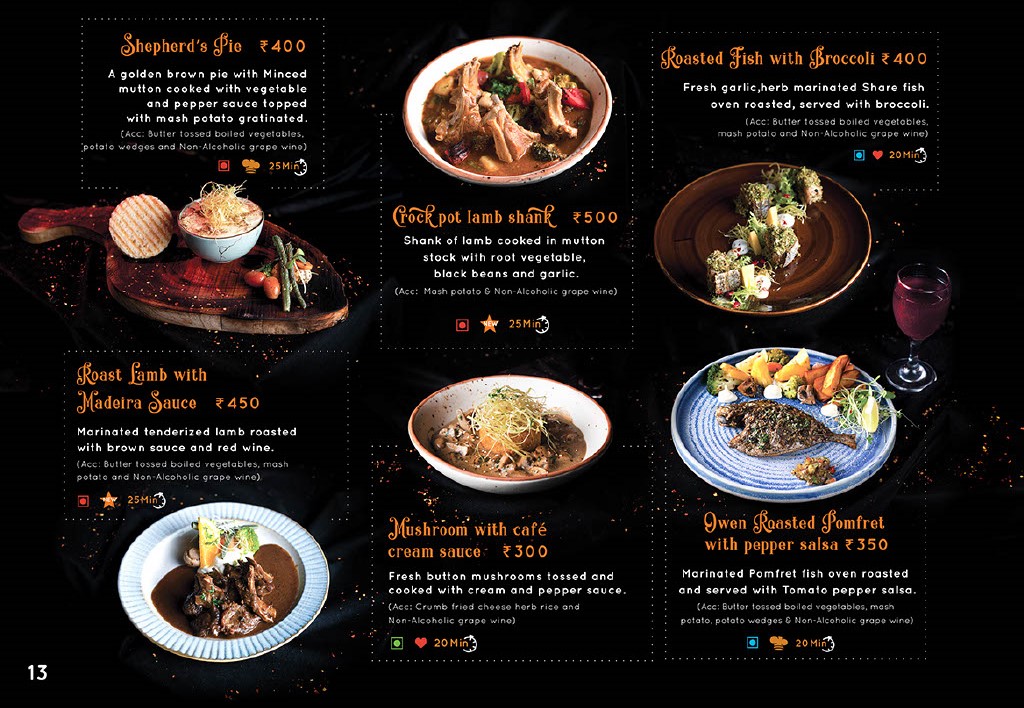 Shepherd's Pie ₹400
A golden brown pie with Minced
mutton cooked with vegetable
and pepper sauce topped
with mash potato gratinated.
(Acc: Butter tossed boiled vegetables,
potato wedges and Non-Alcoholic grape wine)
25Min
Crock pot lamb shank ₹500
Shank of lamb cooked in mutton
stock with root vegetable,
black beans and garlic.
(Acc: Mash potato & Non-Alcoholic grape wine)
NEW 25Min
Roasted Fish with Broccoli ₹400
Fresh garlic,herb marinated Share fish
oven roasted, served with broccoli.
(Acc: Butter tossed boiled vegetables,
mash potato and Non-Alcoholic grape wine)
20Min
Roast Lamb with
Madeira Sauce ₹450
Marinated tenderized lamb roasted
with brown sauce and red wine.
(Acc: Butter tossed boiled vegetables, mash
potato and Non-Alcoholic grape wine)
NEW 25Min
Mushroom with café
cream sauce ₹300
Fresh button mushrooms tossed and
cooked with cream and pepper sauce.
(Acc: Crumb fried cheese herb rice and
Non-Alcoholic grape wine)
20Min
Owen Roasted Pomfret
with pepper salsa ₹350
Marinated Pomfret fish oven roasted
and served with Tomato pepper salsa.
(Acc: Butter tossed boiled vegetables, mash
potato, potato wedges & Non-Alcoholic grape wine)
20Min
13